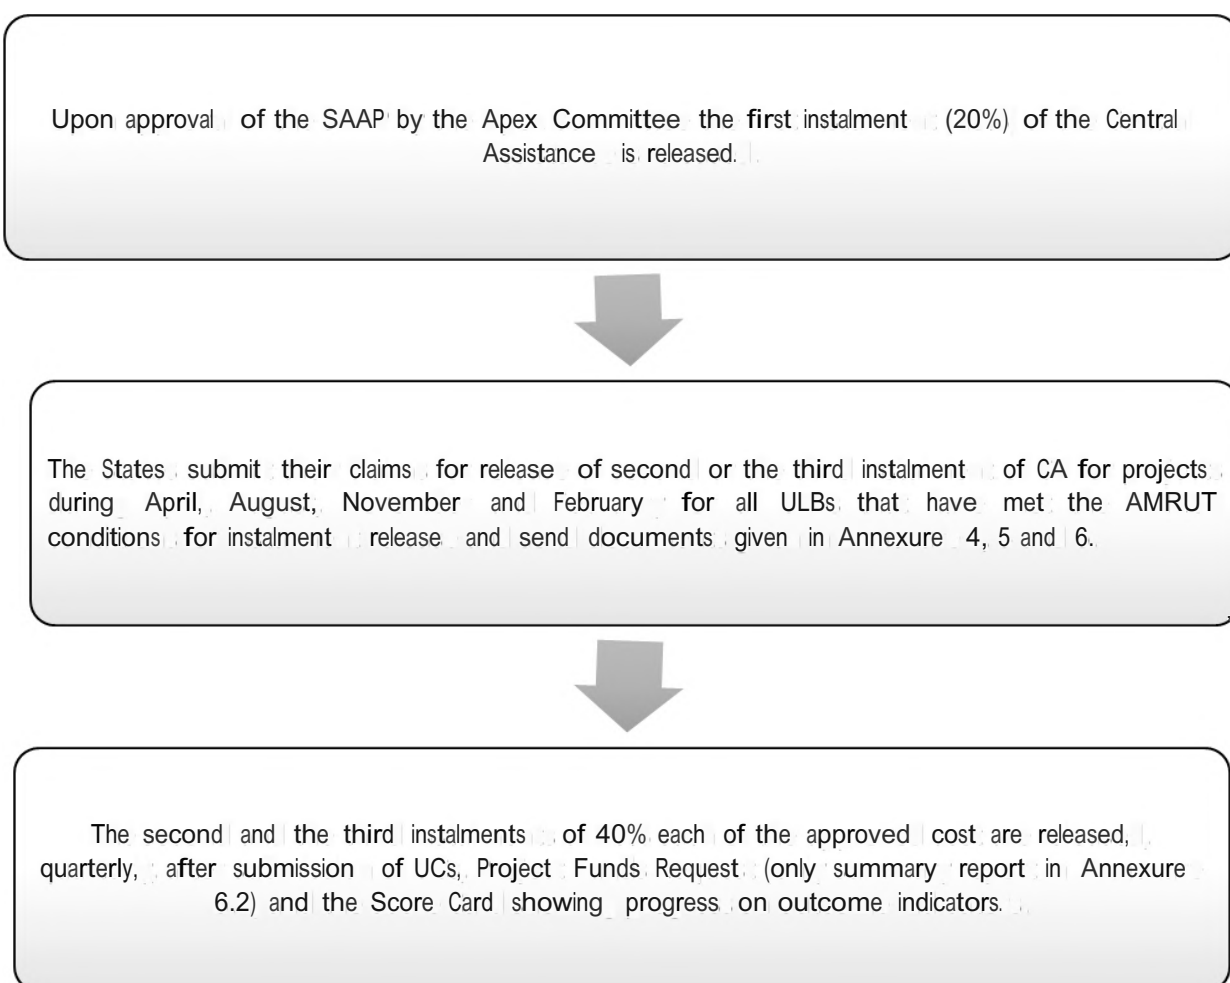 Upon approval of the SAAP by the Apex Committee the first instalment (20%) of the Central
Assistance is released.
The States submit their claims for release of second or the third instalment of CA for projects
during April, August, November and February for all ULBs that have met the AMRUT
conditions for instalment release and send documents given in Annexure 4, 5 and 6.
The second and the third instalments of 40% each of the approved cost are released,
quarterly, after submission of UCs, Project Funds Request (only summary report in Annexure
6.2) and the Score Card showing progress on outcome indicators.